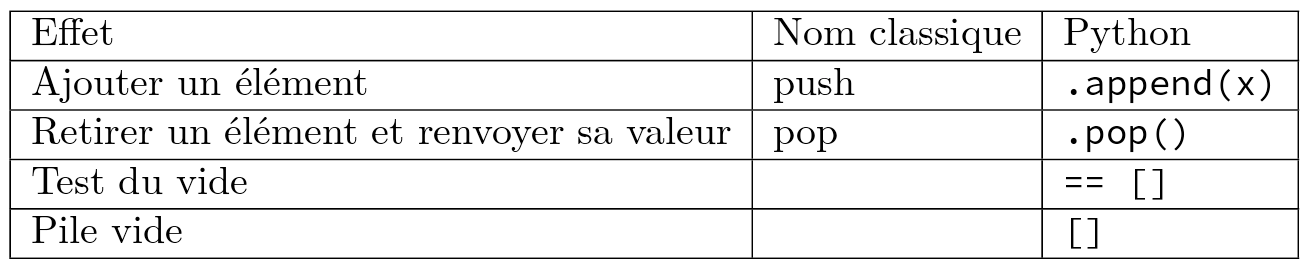 Effet Nom classique Python
Ajouter un élément push .append(x)
Retirer un élément et renvoyer sa valeur pop .pop()
Test du vide == []
Pile vide []